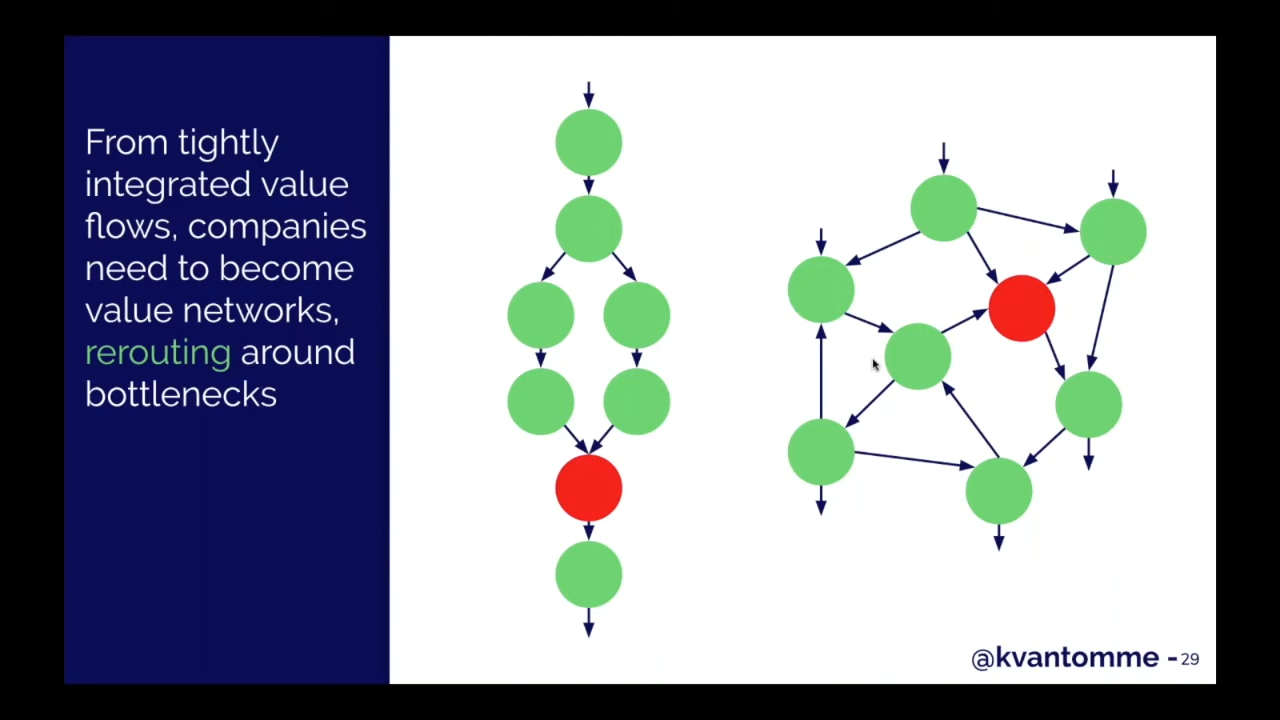 From tightly
integrated value
flows, companies
need to become
value networks,
rerouting around
bottlenecks
@kvantomme - 29